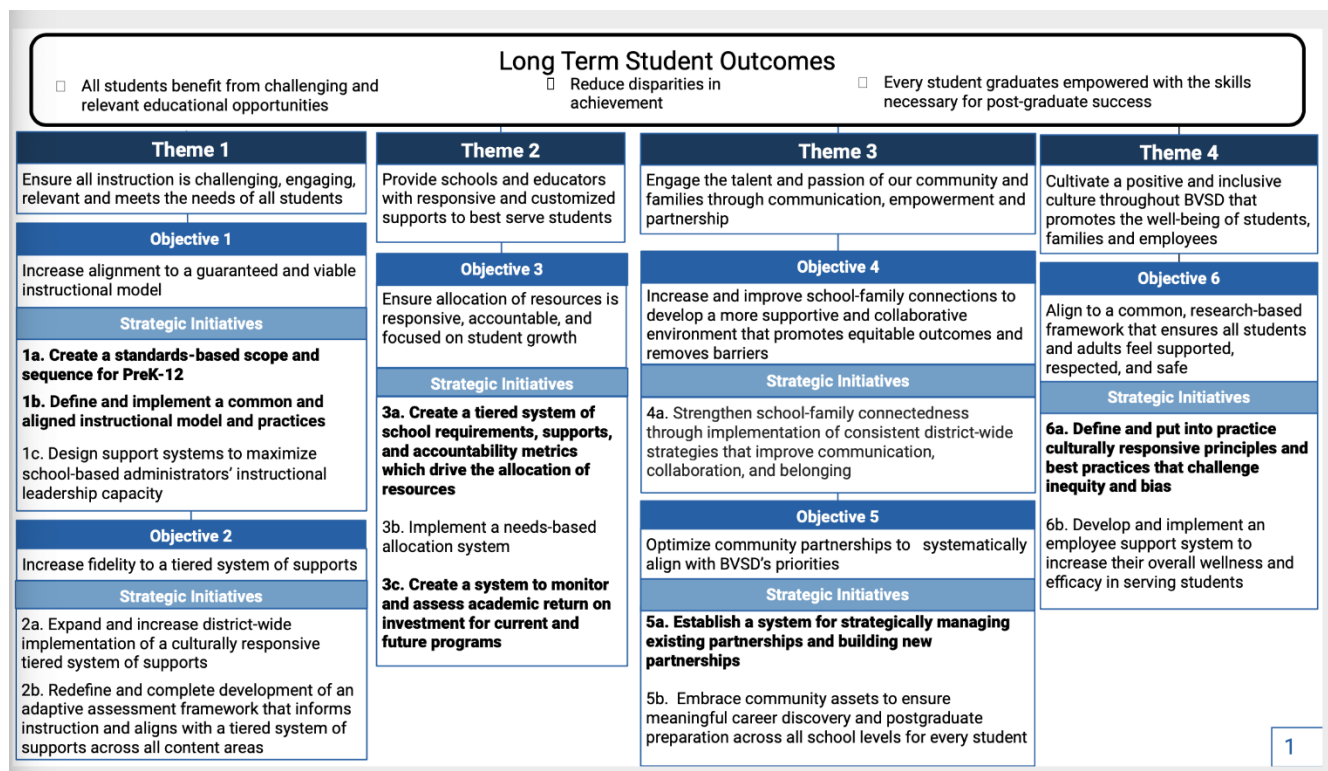 Long Term Student Outcomes
All students benefit from challenging and
relevant educational opportunities
Reduce disparities in
achievement
Every student graduates empowered with the skills
necessary for post-graduate success
Theme 1
Ensure all instruction is challenging, engaging,
relevant and meets the needs of all students
Objective 1
Increase alignment to a guaranteed and viable
instructional model
Strategic Initiatives
1a. Create a standards-based scope and
sequence for PreK-12
1b. Define and implement a common and
aligned instructional model and practices
1c. Design support systems to maximize
school-based administrators' instructional
leadership capacity
Objective 2
Increase fidelity to a tiered system of supports
Strategic Initiatives
2a. Expand and increase district-wide
implementation of a culturally responsive
tiered system of supports
2b. Redefine and complete development of an
adaptive assessment framework that informs
instruction and aligns with a tiered system of
supports across all content areas
Theme 2
Provide schools and educators
with responsive and customized
supports to best serve students
Objective 3
Ensure allocation of resources is
responsive, accountable, and
focused on student growth
Strategic Initiatives
3a. Create a tiered system of
school requirements, supports,
and accountability metrics
which drive the allocation of
resources
3b. Implement a needs-based
allocation system
3c. Create a system to monitor
and assess academic return on
investment for current and
future programs
Theme 3
Engage the talent and passion of our community and
families through communication, empowerment and
partnership
Objective 4
Increase and improve school-family connections to
develop a more supportive and collaborative
environment that promotes equitable outcomes and
removes barriers
Strategic Initiatives
4a. Strengthen school-family connectedness
through implementation of consistent district-wide
strategies that improve communication,
collaboration, and belonging
Objective 5
Optimize community partnerships to systematically
align with BVSD's priorities
Strategic Initiatives
5a. Establish a system for strategically managing
existing partnerships and building new
partnerships
5b. Embrace community assets to ensure
meaningful career discovery and postgraduate
preparation across all school levels for every student
Theme 4
Cultivate a positive and inclusive
culture throughout BVSD that
promotes the well-being of students,
families and employees
Objective 6
Align to a common, research-based
framework that ensures all students
and adults feel supported,
respected, and safe
Strategic Initiatives
6a. Define and put into practice
culturally responsive principles and
best practices that challenge
inequity and bias
6b. Develop and implement an
employee support system to
increase their overall wellness and
efficacy in serving students
1